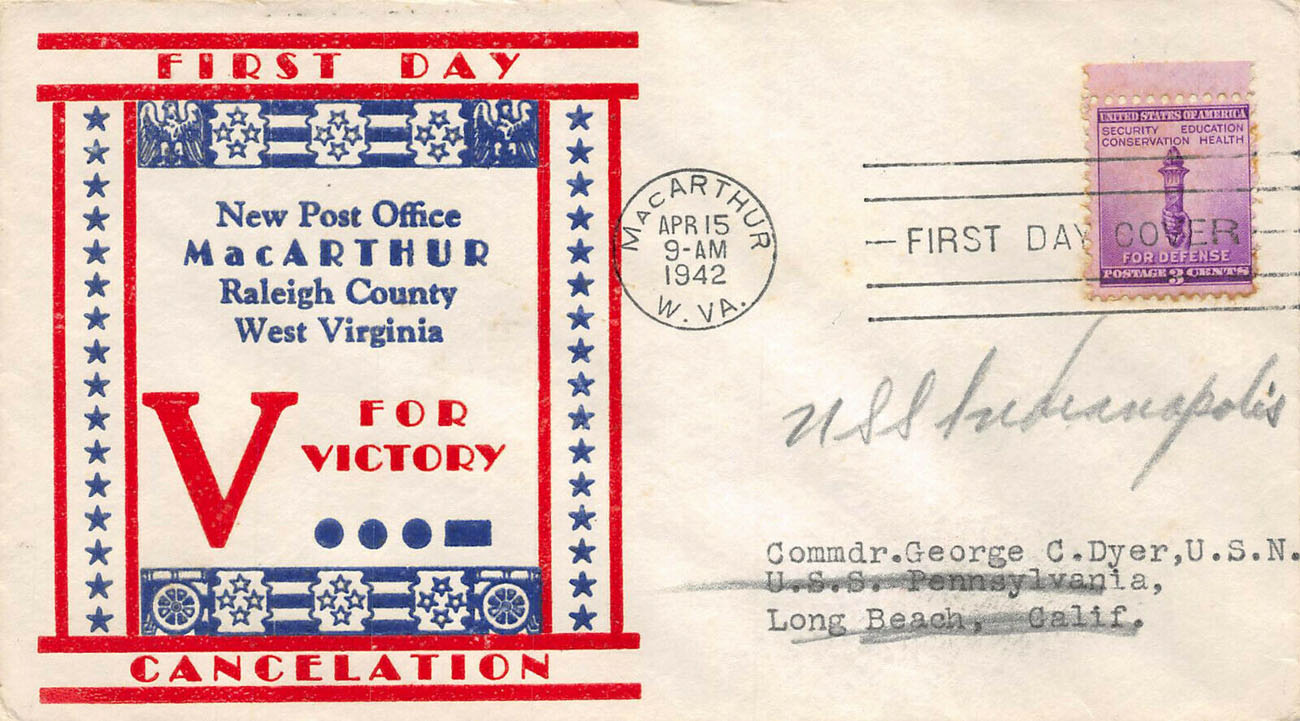 FIRST DAY
New Post Office
MacARTHUR
Raleigh County
West Virginia
V FOR
VICTORY
CANCELATION
MacARTHUR
APR 15
9-AM
1942
W. VA.
FIRST DAY COVER
UNITED STATES OF AMERICA
SECURITY EDUCATION
CONSERVATION HEALTH
FOR DEFENSE
POSTAGE 3 CENTS
USS Indianapolis
Commdr.George C.Dyer,U.S.N.
U.S.S. Pennsylvania,
Long Beach, Calif.